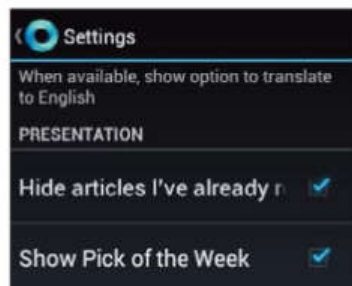 Settings
When available, show option to translate
to English
PRESENTATION
Hide articles I've already
Show Pick of the Week